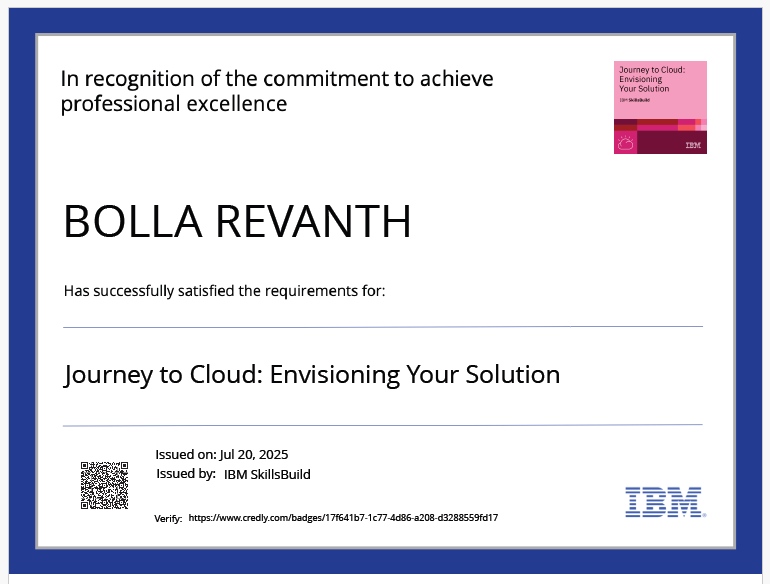 In recognition of the commitment to achieve
professional excellence
Journey to Cloud:
Envisioning
Your Solution
IBM SkillsBuild
IBM
BOLLA REVANTH
Has successfully satisfied the requirements for:
Journey to Cloud: Envisioning Your Solution
Issued on: Jul 20, 2025
Issued by: IBM SkillsBuild
Verify: https://www.credly.com/badges/17f641b7-1c77-4d86-a208-d3288559fd17
IBM®